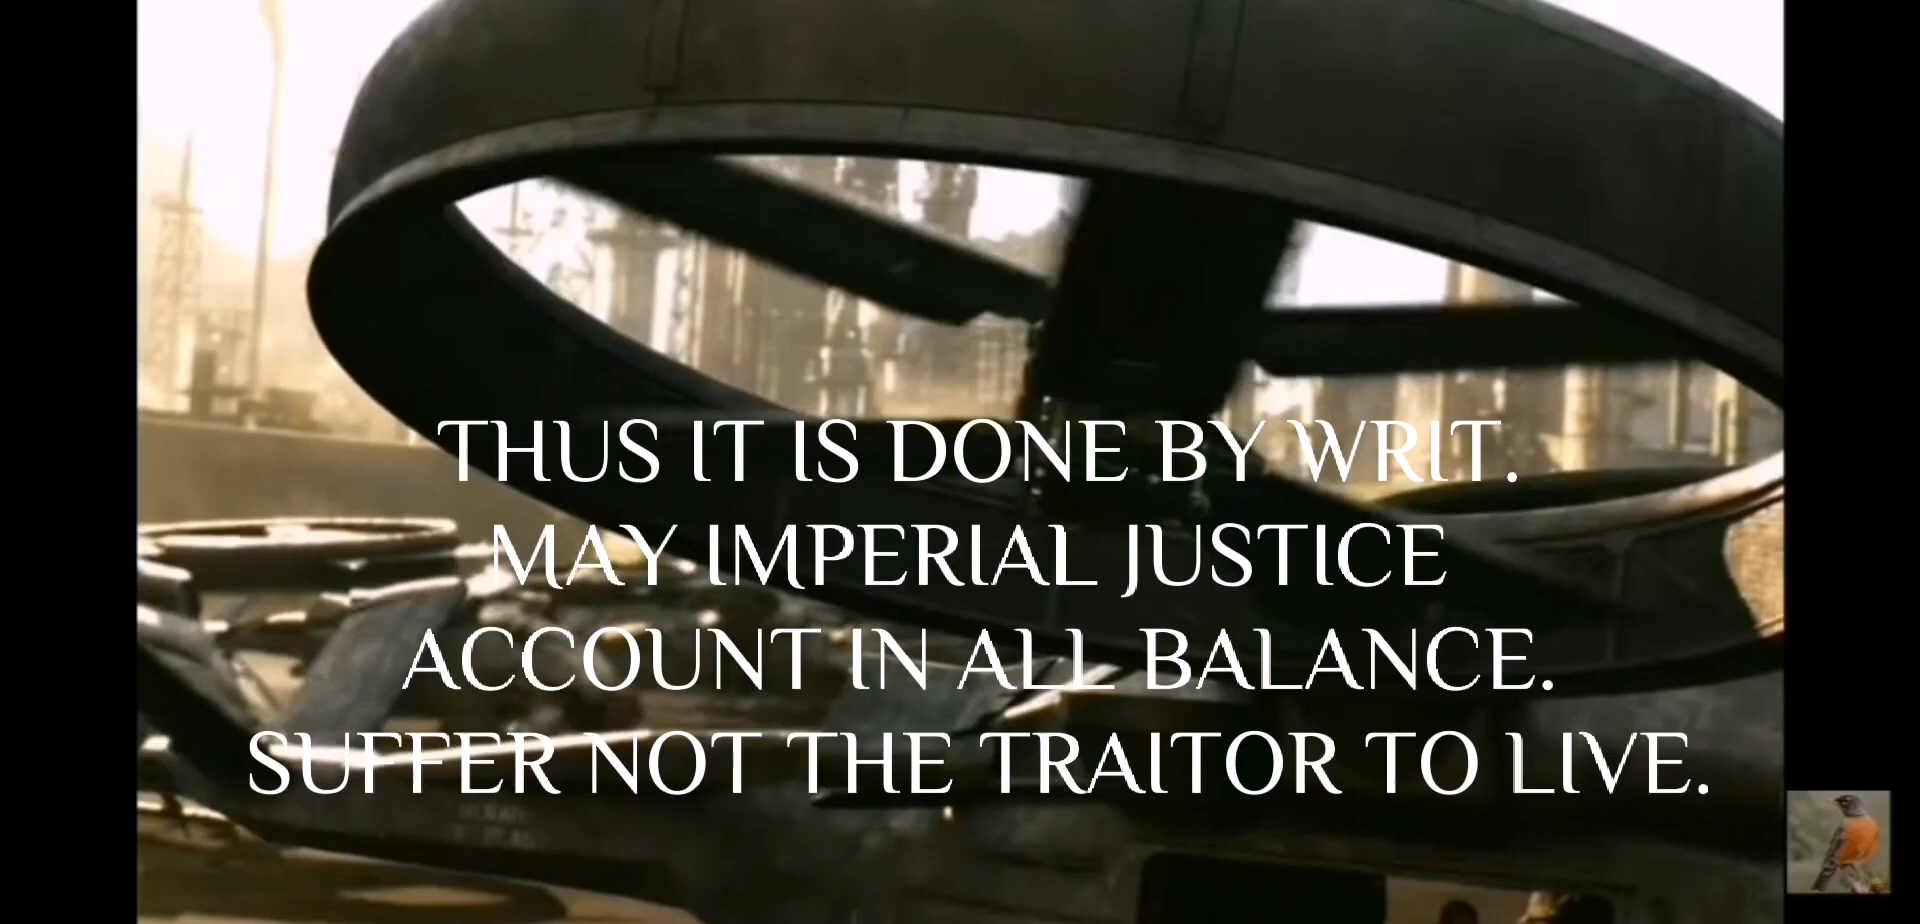 THUS IT IS DONE BY WRIT.
MAY IMPERIAL JUSTICE
ACCOUNT IN ALL BALANCE.
SUFFER NOT THE TRAITOR TO LIVE.